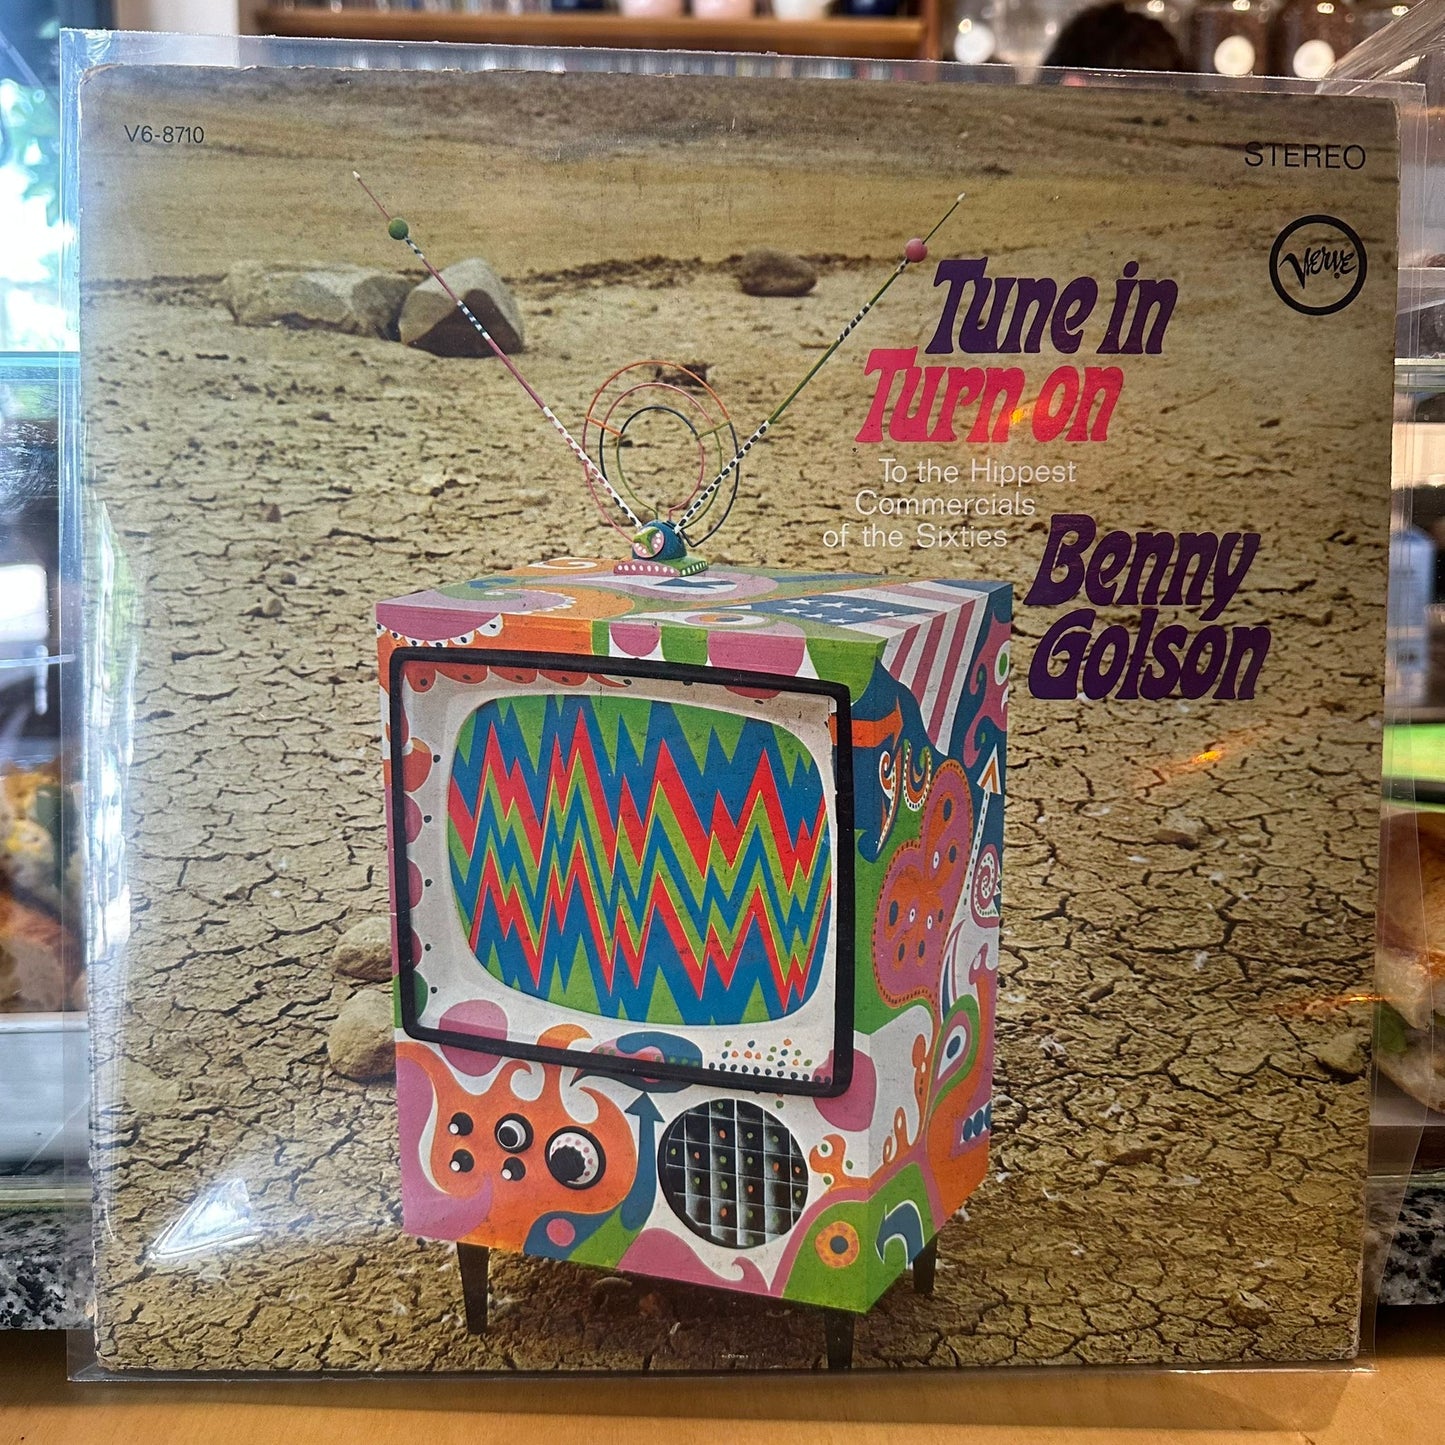 V6-8710
STEREO
Verve
Tune in
Turn on
To the Hippest
Commercials
of the Sixties
Benny
Golson